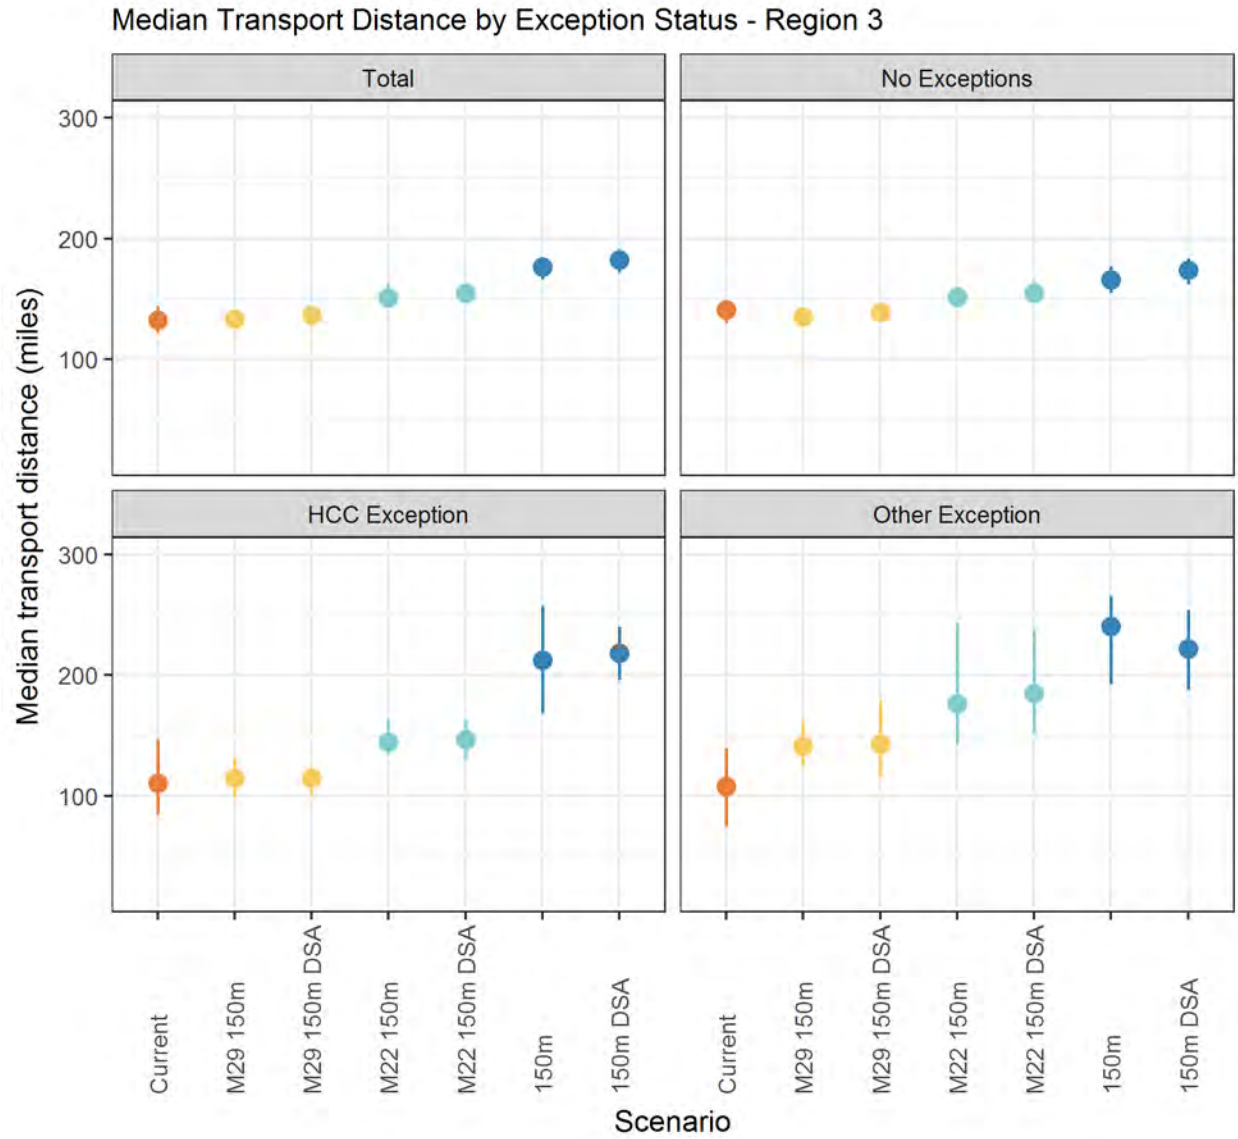 Median Transport Distance by Exception Status - Region 3
Total
No Exceptions
300
200
100
Median transport distance (miles)
HCC Exception
Other Exception
300
200
100
Current
M29 150m
M29 150m DSA
M22 150m
M22 150m DSA
150m
150m DSA
Current
M29 150m
M29 150m DSA
M22 150m
M22 150m DSA
150m
150m DSA
Scenario